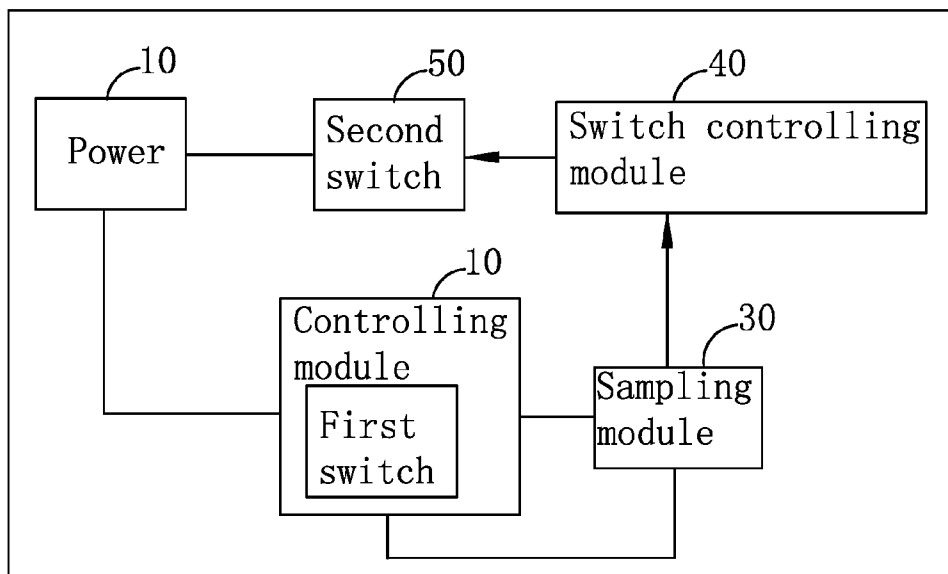 10
Power
50
Second
switch
40
Switch controlling
module
10
Controlling
module
First
switch
30
Sampling
module